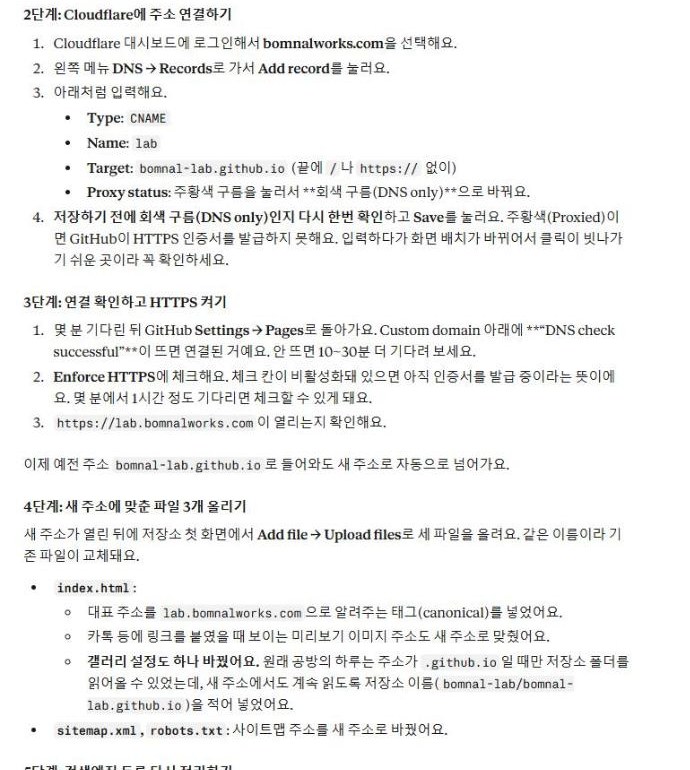 2단계: Cloudflare에 주소 연결하기
1. Cloudflare 대시보드에 로그인해서 bomnalworks.com을 선택해요.
2. 왼쪽 메뉴 DNS → Records로 가서 Add record를 눌러요.
3. 아래처럼 입력해요.
• Type: CNAME
• Name: lab
• Target: bomnal-lab.github.io (끝에 / 나 https:// 없이)
• Proxy status: 주황색 구름을 눌러서 **회색 구름(DNS only)**으로 바꿔요.
4. 저장하기 전에 회색 구름(DNS only)인지 다시 한번 확인하고 Save를 눌러요. 주황색(Proxied)이
면 GitHub이 HTTPS 인증서를 발급하지 못해요. 입력하다가 화면 배치가 바뀌어서 클릭이 빗나가
기 쉬운 곳이라 꼭 확인하세요.
3단계: 연결 확인하고 HTTPS 켜기
1. 몇 분 기다린 뒤 GitHub Settings → Pages로 돌아가요. Custom domain 아래에 **“DNS check
successful”**이 뜨면 연결된 거예요. 안 뜨면 10~30분 더 기다려 보세요.
2. Enforce HTTPS에 체크해요. 체크 칸이 비활성화돼 있으면 아직 인증서를 발급 중이라는 뜻이에
요. 몇 분에서 1시간 정도 기다리면 체크할 수 있게 돼요.
3. https://lab.bomnalworks.com 이 열리는지 확인해요.
이제 예전 주소 bomnal-lab.github.io 로 들어와도 새 주소로 자동으로 넘어가요.
4단계: 새 주소에 맞춘 파일 3개 올리기
새 주소가 열린 뒤에 저장소 첫 화면에서 Add file → Upload files로 세 파일을 올려요. 같은 이름이라 기
존 파일이 교체돼요.
• index.html :
◦ 대표 주소를 lab.bomnalworks.com 으로 알려주는 태그(canonical)를 넣었어요.
◦ 카톡 등에 링크를 붙였을 때 보이는 미리보기 이미지 주소도 새 주소로 맞췄어요.
◦ 갤러리 설정도 하나 바꿨어요. 원래 공방의 하루는 주소가 .github.io 일 때만 저장소 폴더를
읽어올 수 있었는데, 새 주소에서도 계속 읽도록 저장소 이름( bomnal-lab/bomnal-
lab.github.io )을 적어 넣었어요.
• sitemap.xml , robots.txt : 사이트맵 주소를 새 주소로 바꿨어요.